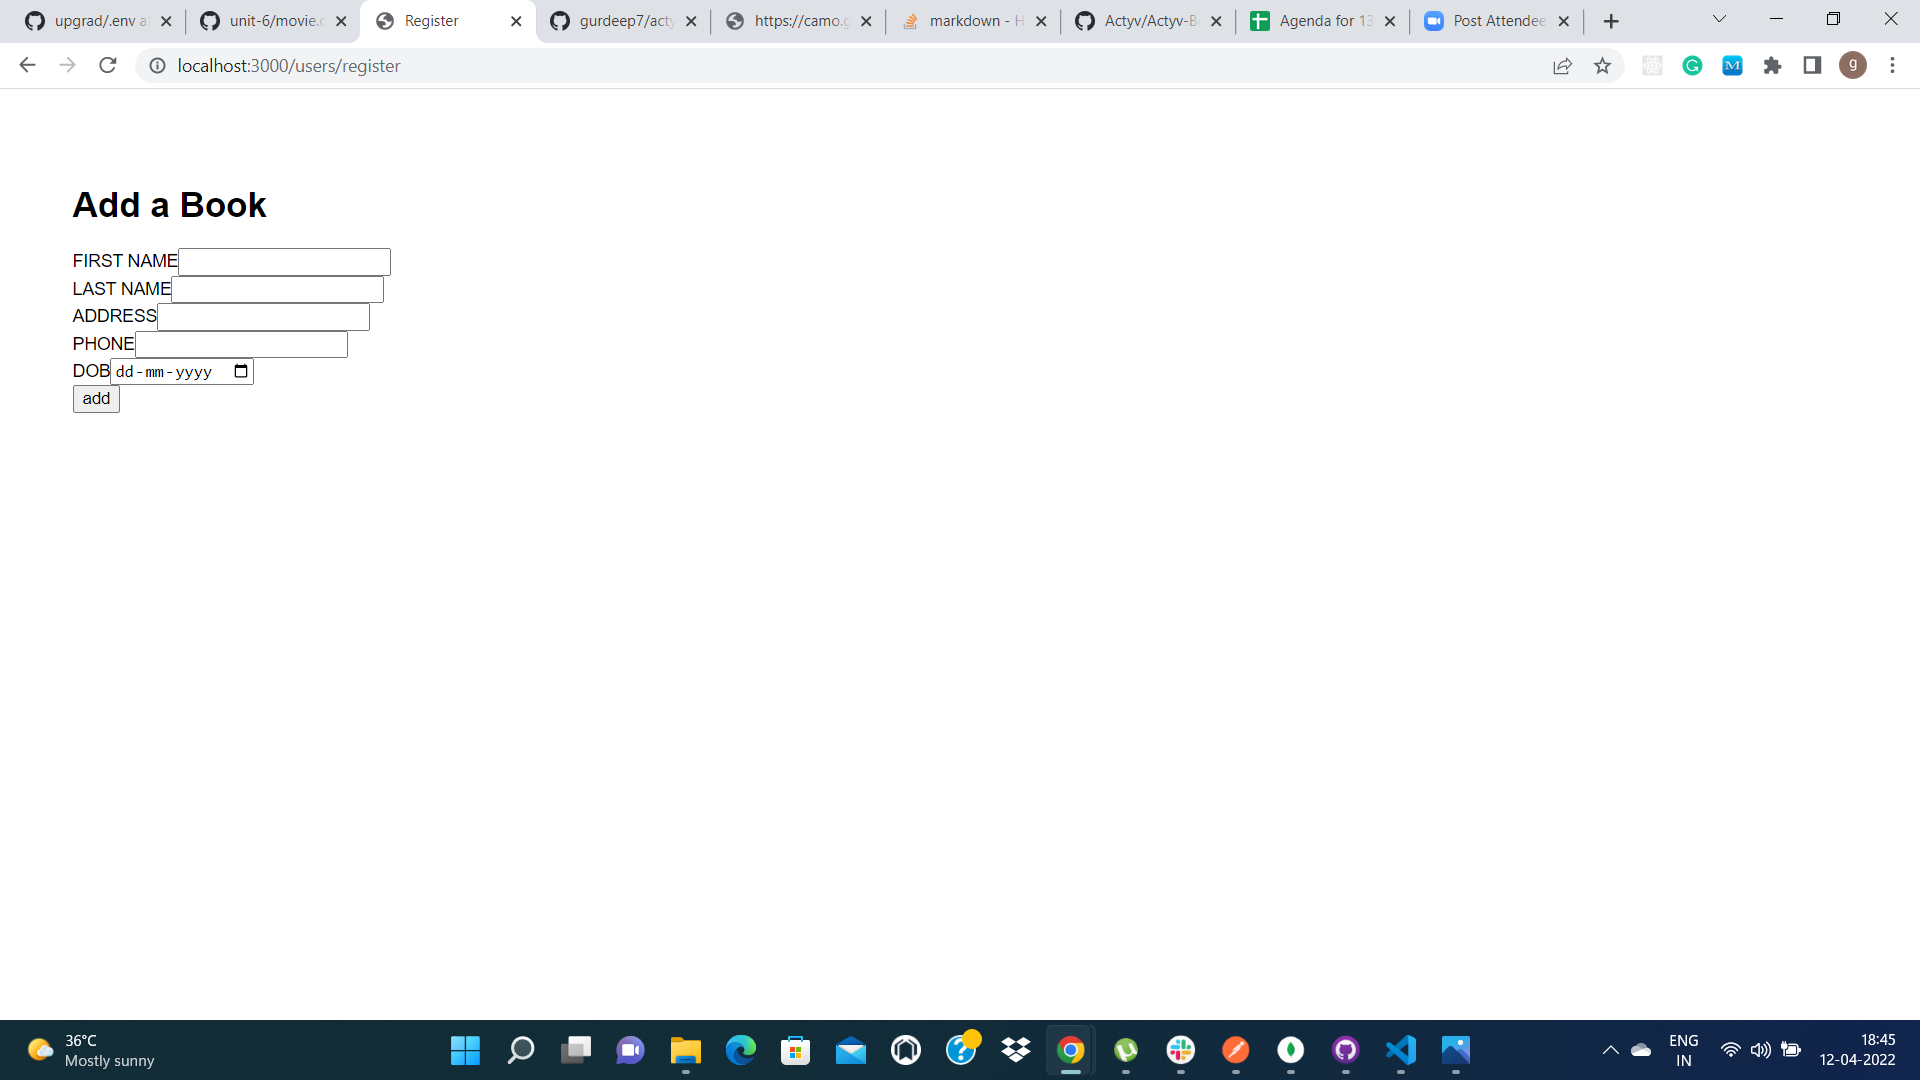 upgrad/.env a
unit-6/movie.c
Register
gurdeep7/acty
https://camo.g
markdown - H
Actyv/Actyv-B
Agenda for 13
Post Attendee
localhost:3000/users/register
M
g
Add a Book
FIRST NAME
LAST NAME
ADDRESS
PHONE
DOB dd-mm-yyyy
add
36°C
Mostly sunny
ENG
IN
18:45
12-04-2022